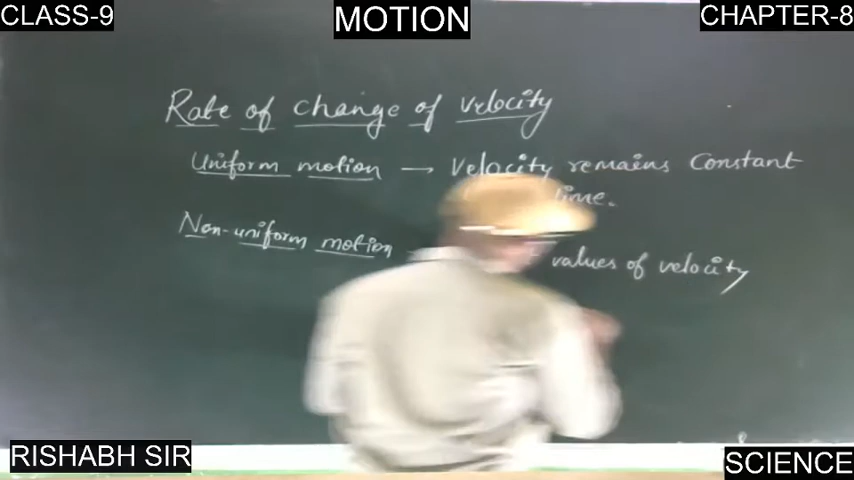 CLASS-9
MOTION
CHAPTER-8
Rate of change of velocity
Uniform motion → Velocity remains Constant
time.
Non-uniform motion
values of velocity
RISHABH SIR
SCIENCE